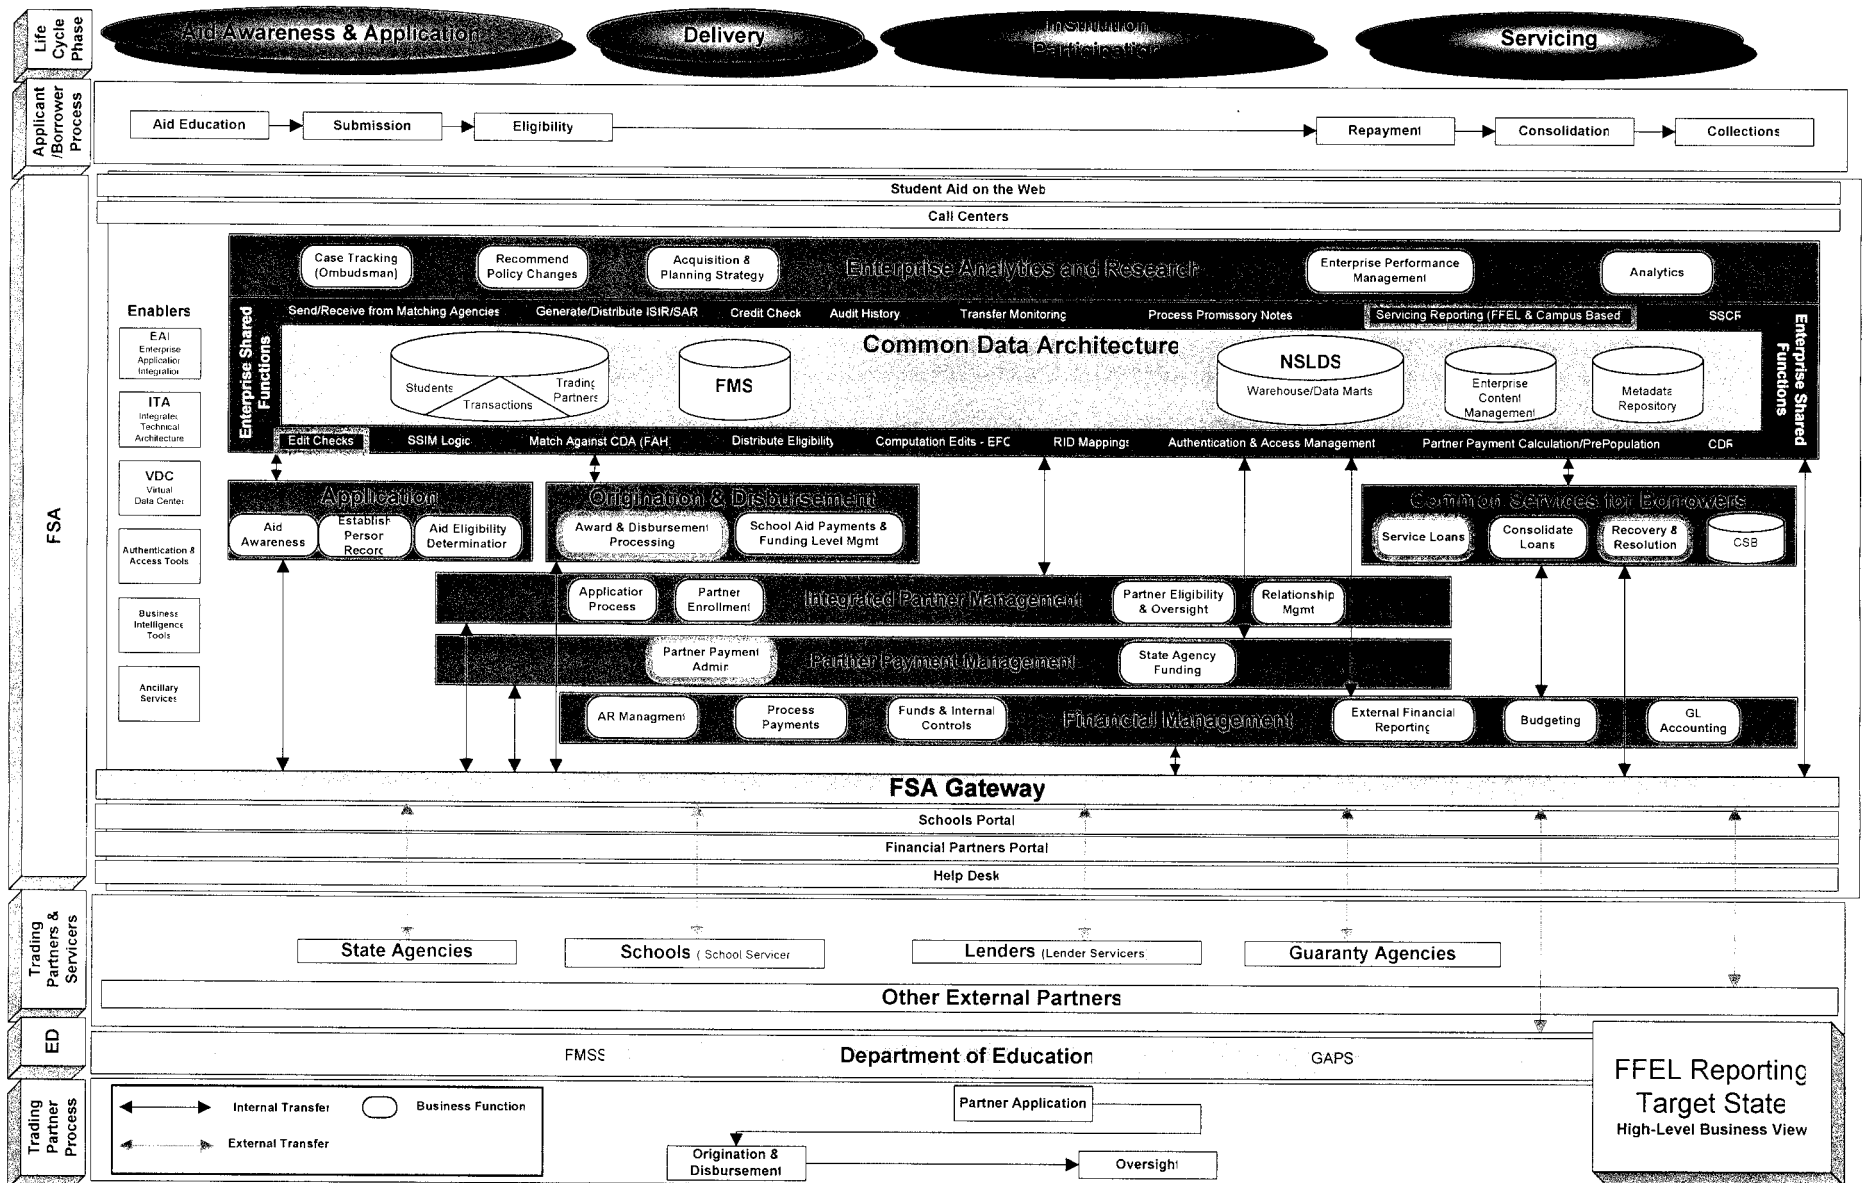 Life
Cycle
Phase
Aid Awareness & Application
Delivery
Institution
Participation
Servicing
Applicant
/Borrower
Process
Aid Education
Submission
Eligibility
Repayment
Consolidation
Collections
FSA
Student Aid on the Web
Call Centers
Case Tracking
(Ombudsman)
Recommend
Policy Changes
Acquisition &
Planning Strategy
Enterprise Analytics and Research
Enterprise Performance
Management
Analytics
Enablers
EAI
Enterprise
Application
Integration
ITA
Integrated
Technical
Architecture
VDC
Virtual
Data Center
Authentication &
Access Tools
Business
Intelligence
Tools
Ancillary
Services
Enterprise Shared
Functions
Send/Receive from Matching Agencies
Generate/Distribute ISIR/SAR
Credit Check
Audit History
Transfer Monitoring
Process Promissory Notes
Servicing Reporting (FFEL & Campus Based
SSCR
Common Data Architecture
Students
Transactions
Trading
Partners
FMS
NSLDS
Warehouse/Data Marts
Enterprise
Content
Management
Metadata
Repository
Enterprise Shared
Functions
Edit Checks
SSIM Logic
Match Against CDA (FAH
Distribute Eligibility
Computation Edits - EFC
RID Mappings
Authentication & Access Management
Partner Payment Calculation/PrePopulation
CDR
Application
Aid
Awareness
Establish
Person
Record
Aid Eligibility
Determination
Origination & Disbursement
Award & Disbursement
Processing
School Aid Payments &
Funding Level Mgmt
Common Services for Borrowers
Service Loans
Consolidate
Loans
Recovery &
Resolution
CSB
Application
Process
Partner
Enrollment
Integrated Partner Management
Partner Eligibility
& Oversight
Relationship
Mgmt
Partner Payment
Admin
Partner Payment Management
State Agency
Funding
AR Managment
Process
Payments
Funds & Internal
Controls
Financial Management
External Financial
Reporting
Budgeting
GL
Accounting
FSA Gateway
Schools Portal
Financial Partners Portal
Help Desk
Trading
Partners &
Servicers
State Agencies
Schools ( School Servicer
Lenders (Lender Servicers
Guaranty Agencies
Other External Partners
ED
FMSS
Department of Education
GAPS
Trading
Partner
Process
Internal Transfer
Business Function
External Transfer
Partner Application
Origination &
Disbursement
Oversight
FFEL Reporting
Target State
High-Level Business View